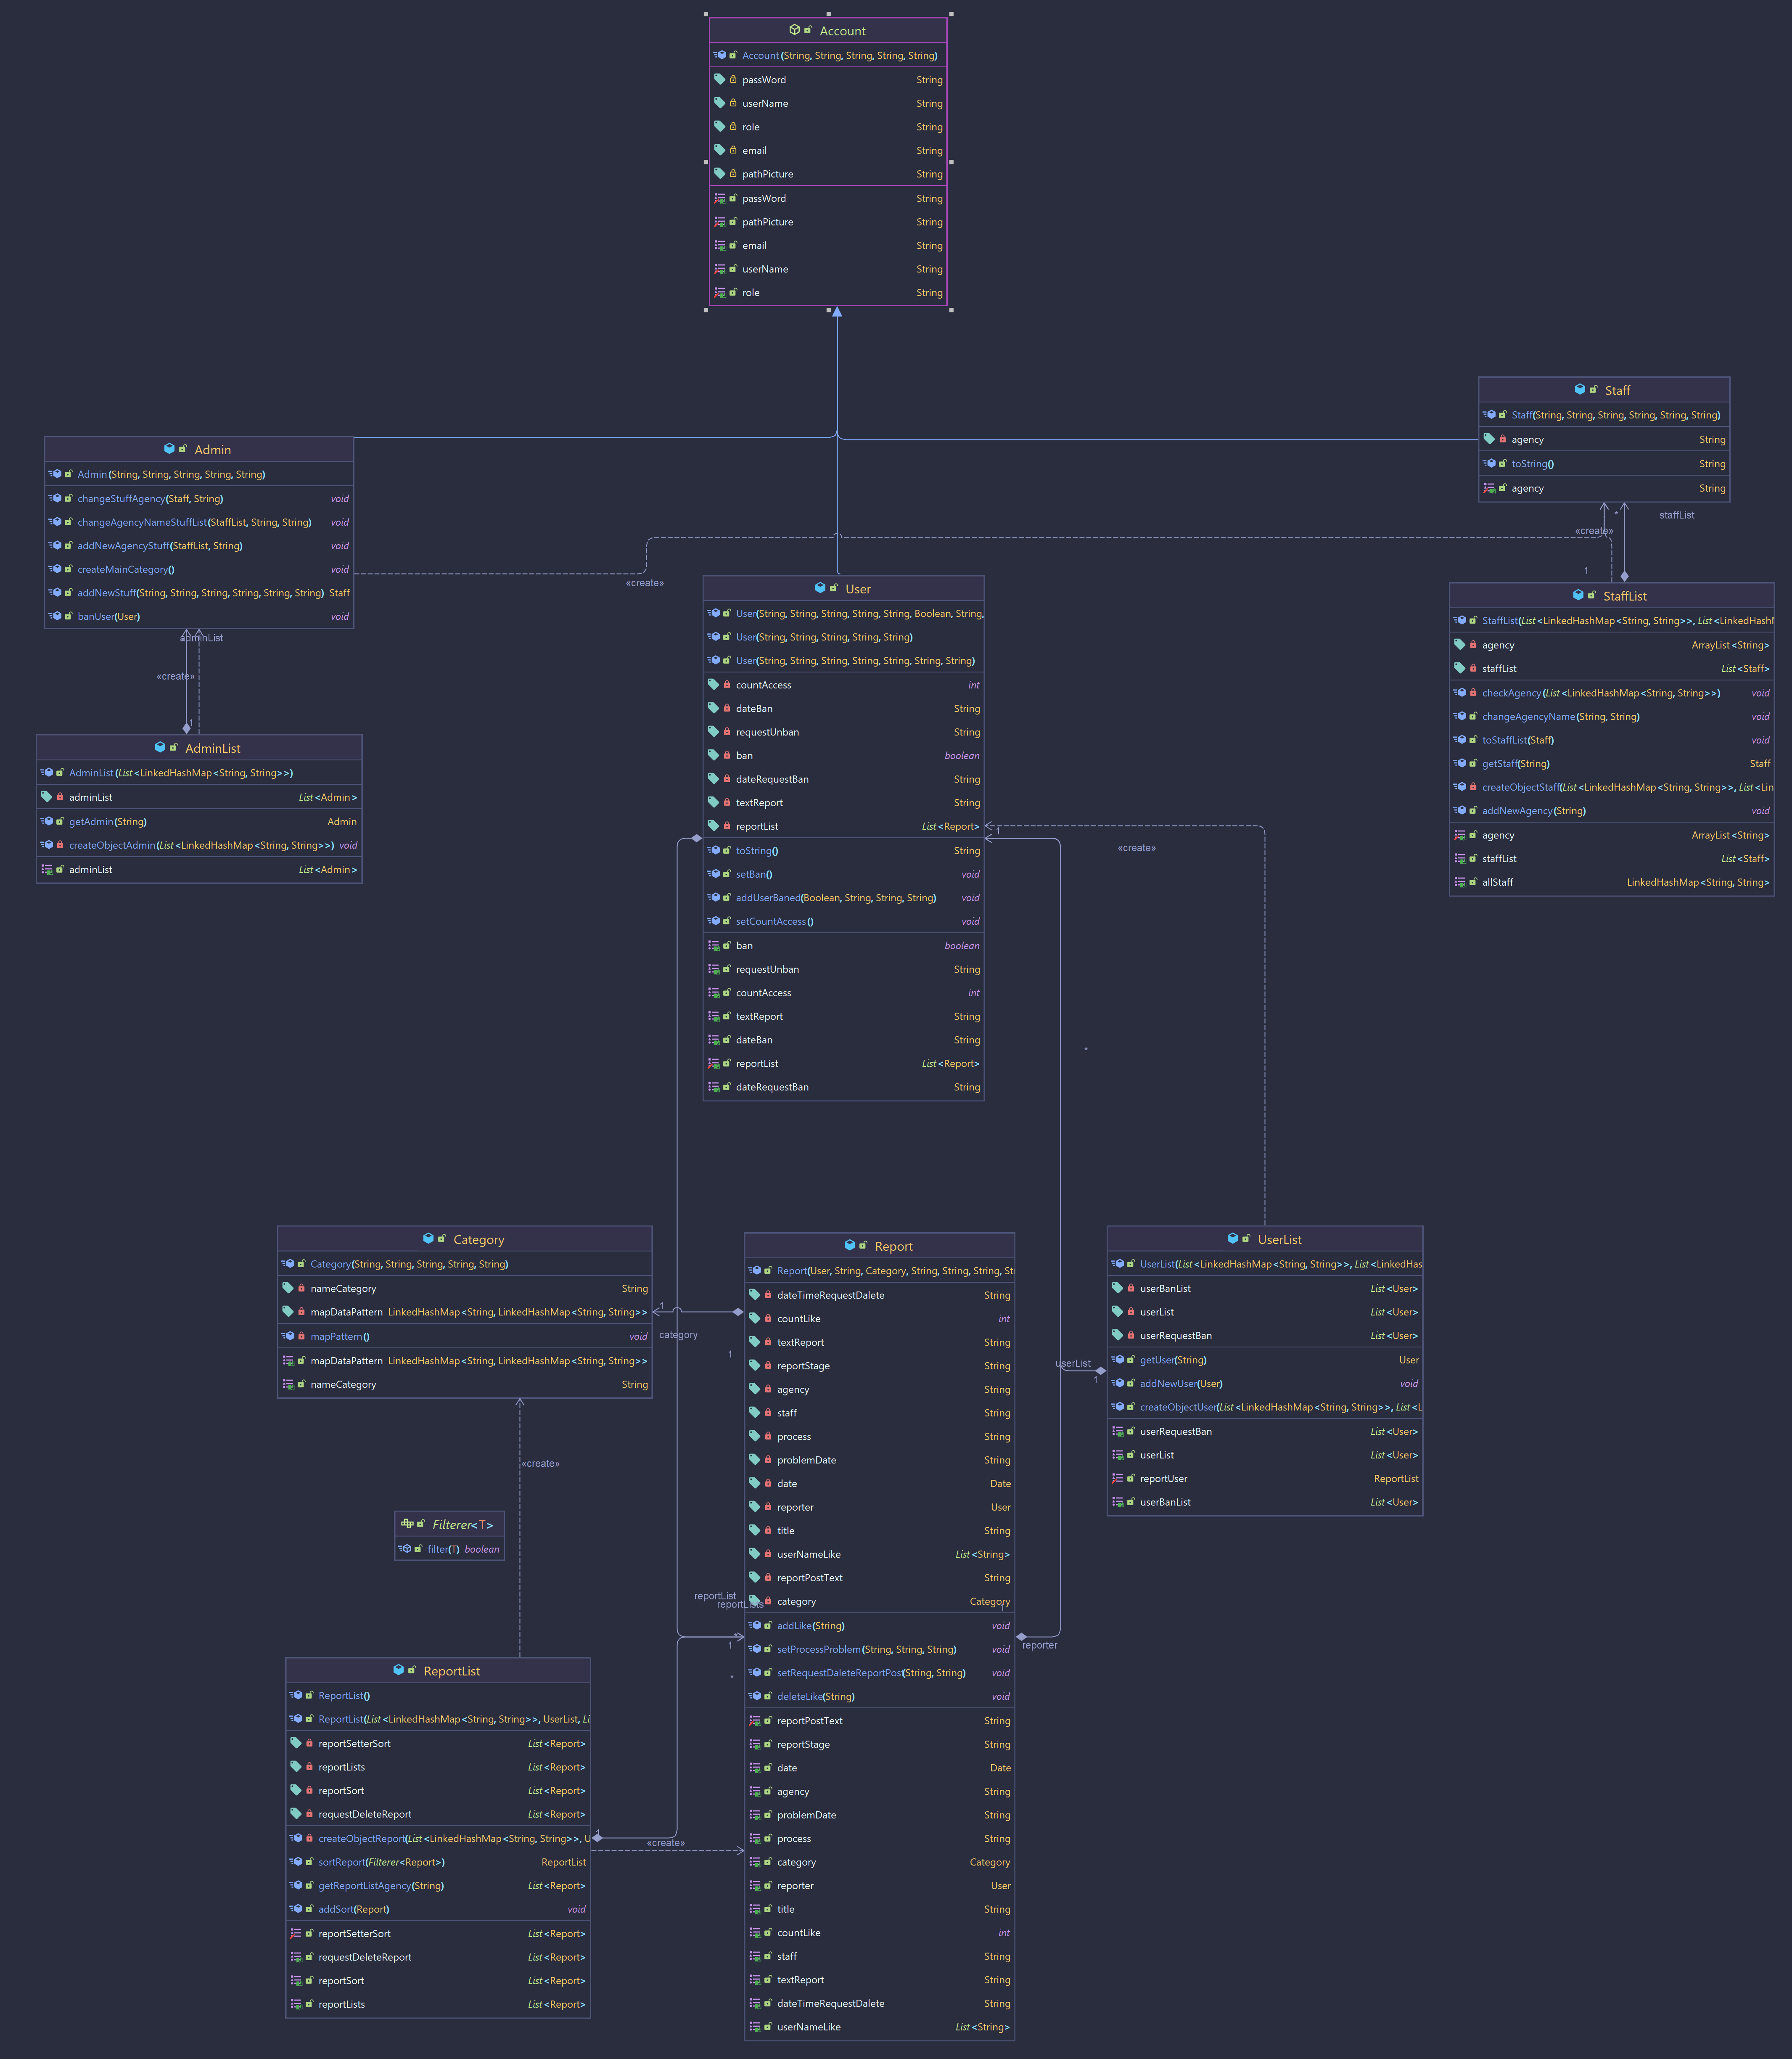 Account
Account(String, String, String, String, String)
passWord String
userName String
role String
email String
pathPicture String
passWord String
pathPicture String
email String
userName String
role String
Staff
Staff(String, String, String, String, String, String)
agency String
toString() String
agency String
Admin
Admin(String, String, String, String, String)
changeStuffAgency(Staff, String) void
changeAgencyNameStuffList(StaffList, String, String) void
addNewAgencyStuff(StaffList, String) void
createMainCategory() void
addNewStuff(String, String, String, String, String, String) Staff
banUser(User) void
*
staffList
«create»
1
«create»
User
User(String, String, String, String, String, Boolean, String,
User(String, String, String, String, String)
User(String, String, String, String, String, String, String)
countAccess int
dateBan String
requestUnban String
ban boolean
dateRequestBan String
textReport String
reportList List<Report>
toString() String
setBan() void
addUserBaned(Boolean, String, String, String) void
setCountAccess() void
ban boolean
requestUnban String
countAccess int
textReport String
dateBan String
reportList List<Report>
dateRequestBan String
StaffList
StaffList(List<LinkedHashMap<String, String>>, List<LinkedHash
agency ArrayList<String>
staffList List<Staff>
checkAgency(List<LinkedHashMap<String, String>>) void
changeAgencyName(String, String) void
toStaffList(Staff) void
getStaff(String) Staff
createObjectStaff(List<LinkedHashMap<String, String>>, List<Lin
addNewAgency(String) void
agency ArrayList<String>
staffList List<Staff>
allStaff LinkedHashMap<String, String>
adminList
«create»
1
AdminList
AdminList(List<LinkedHashMap<String, String>>)
adminList List<Admin>
getAdmin(String) Admin
createObjectAdmin(List<LinkedHashMap<String, String>>) void
adminList List<Admin>
1
«create»
*
Category
Category(String, String, String, String, String)
nameCategory String
mapDataPattern LinkedHashMap<String, LinkedHashMap<String, String>>
mapPattern() void
mapDataPattern LinkedHashMap<String, LinkedHashMap<String, String>>
nameCategory String
1
category
1
Report
Report(User, String, Category, String, String, String, St
dateTimeRequestDalete String
countLike int
textReport String
reportStage String
agency String
staff String
process String
problemDate String
date Date
reporter User
title String
userNameLike List<String>
reportPostText String
category Category
addLike(String) void
setProcessProblem(String, String, String) void
setRequestDaleteReportPost(String, String) void
deleteLike(String) void
reportPostText String
reportStage String
date Date
agency String
problemDate String
process String
category Category
reporter User
title String
countLike int
staff String
textReport String
dateTimeRequestDalete String
userNameLike List<String>
UserList
UserList(List<LinkedHashMap<String, String>>, List<LinkedHas
userBanList List<User>
userList List<User>
userRequestBan List<User>
getUser(String) User
addNewUser(User) void
createObjectUser(List<LinkedHashMap<String, String>>, List<L
userRequestBan List<User>
userList List<User>
reportUser ReportList
userBanList List<User>
userList
1
«create»
Filterer<T>
filter(T) boolean
reportList
reportLists
1
*
reporter
ReportList
ReportList()
ReportList(List<LinkedHashMap<String, String>>, UserList, Li
reportSetterSort List<Report>
reportLists List<Report>
reportSort List<Report>
requestDeleteReport List<Report>
createObjectReport(List<LinkedHashMap<String, String>>, U
sortReport(Filterer<Report>) ReportList
getReportListAgency(String) List<Report>
addSort(Report) void
reportSetterSort List<Report>
requestDeleteReport List<Report>
reportSort List<Report>
reportLists List<Report>
1
«create»